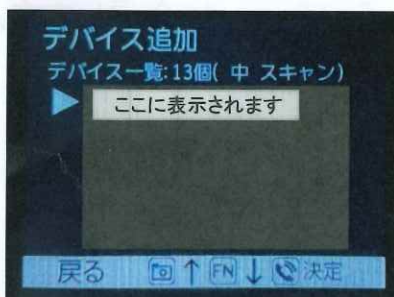 デバイス追加
デバイス一覧:13個( 中 スキャン)
ここに表示されます
戻る ↑ FN ↓ 決定